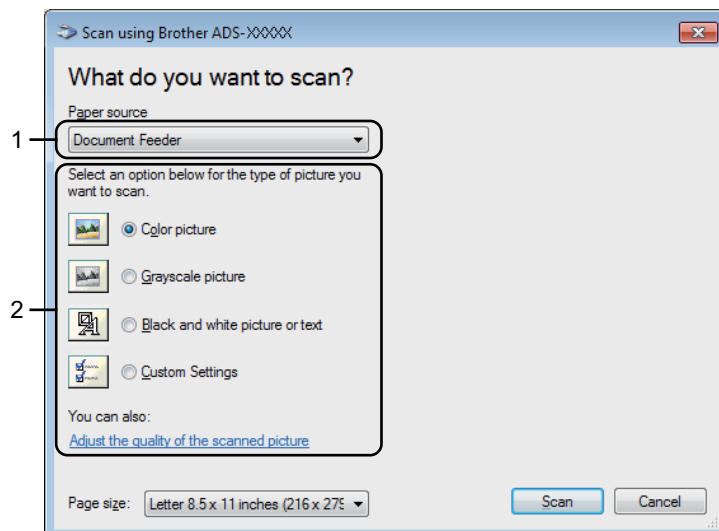 Scan using Brother ADS-XXXXX
What do you want to scan?
Paper source
1
Document Feeder
Select an option below for the type of picture you
want to scan.
Color picture
Grayscale picture
2
Black and white picture or text
Custom Settings
You can also:
Adjust the quality of the scanned picture
Page size: Letter 8.5 x 11 inches (216 x 279 Scan Cancel